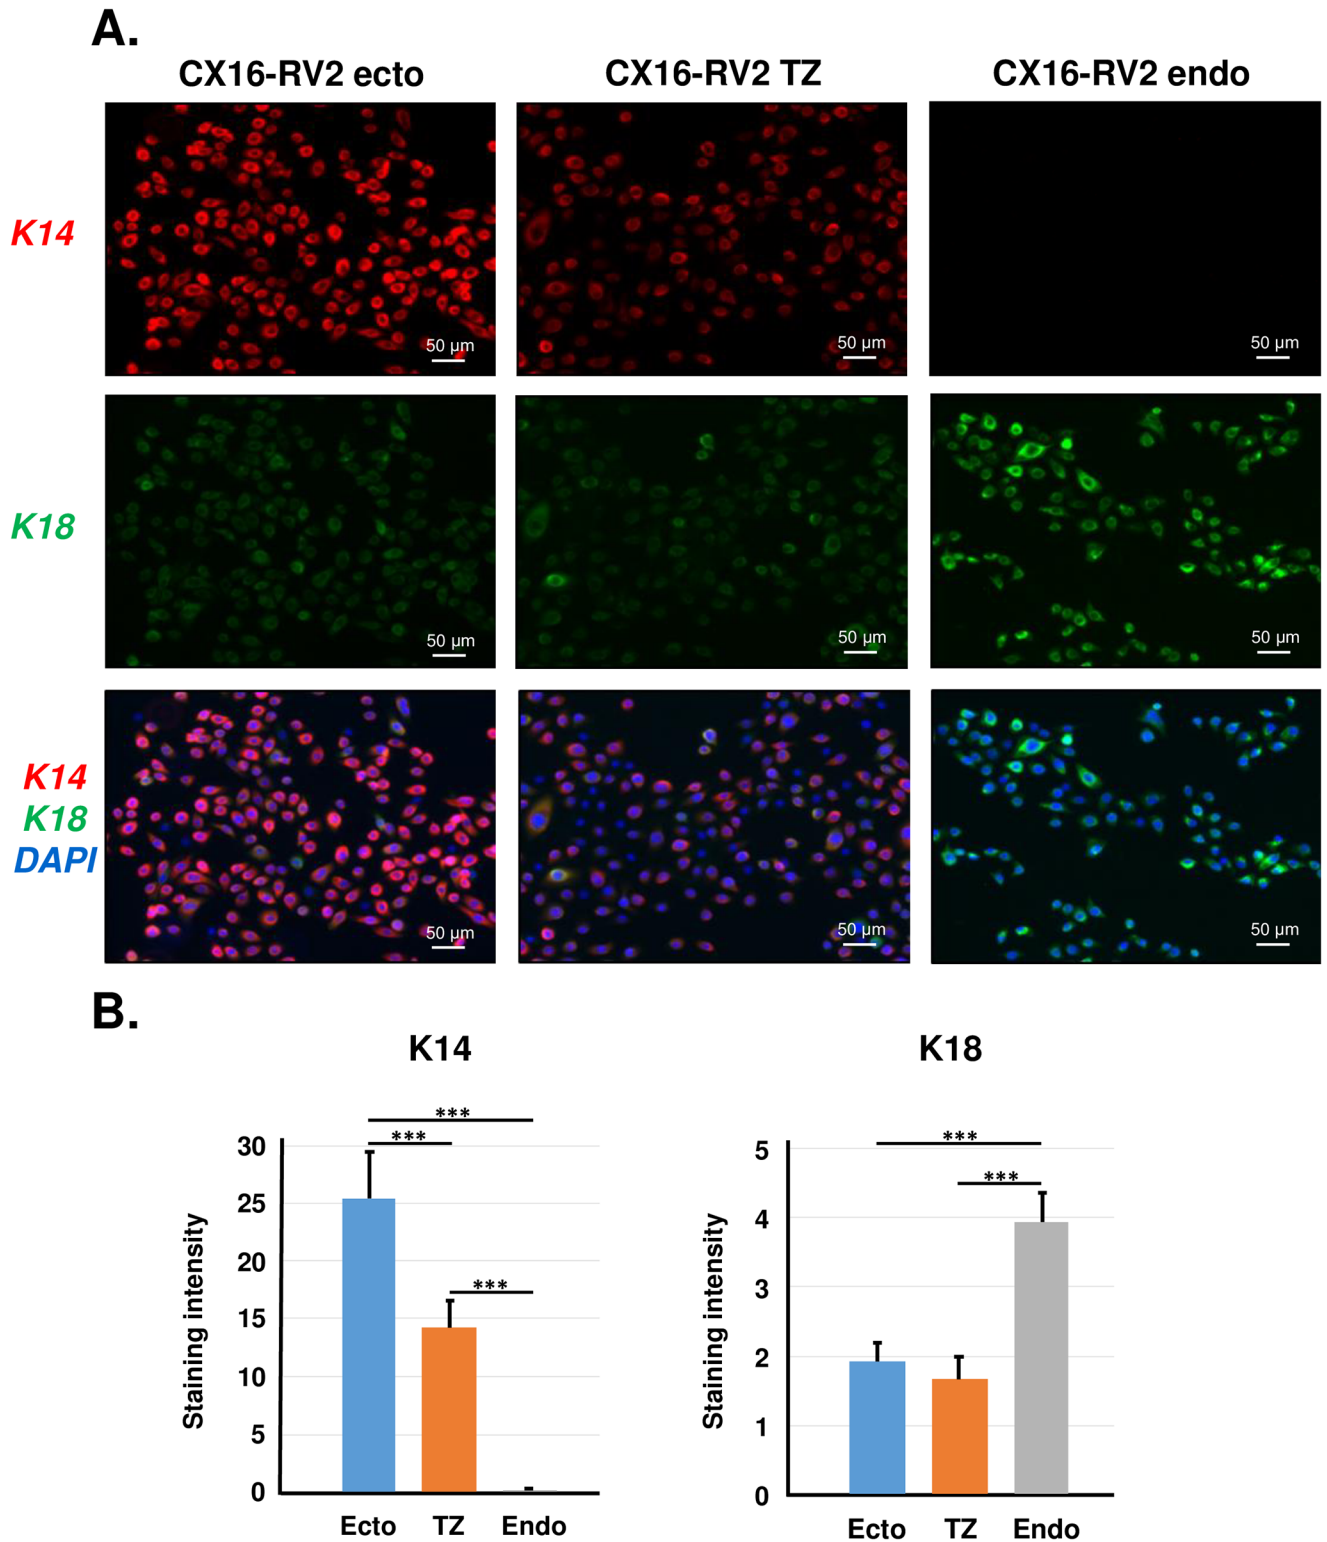 A.
CX16-RV2 ecto
CX16-RV2 TZ
CX16-RV2 endo
K14
50 µm
50 µm
50 µm
K18
50 µm
50 µm
50 µm
K14
K18
DAPI
50 µm
50 µm
50 µm
B.
K14
***
***
***
30
25
20
15
10
5
0
Staining intensity
Ecto
TZ
Endo
K18
***
***
5
4
3
2
1
0
Staining intensity
Ecto
TZ
Endo